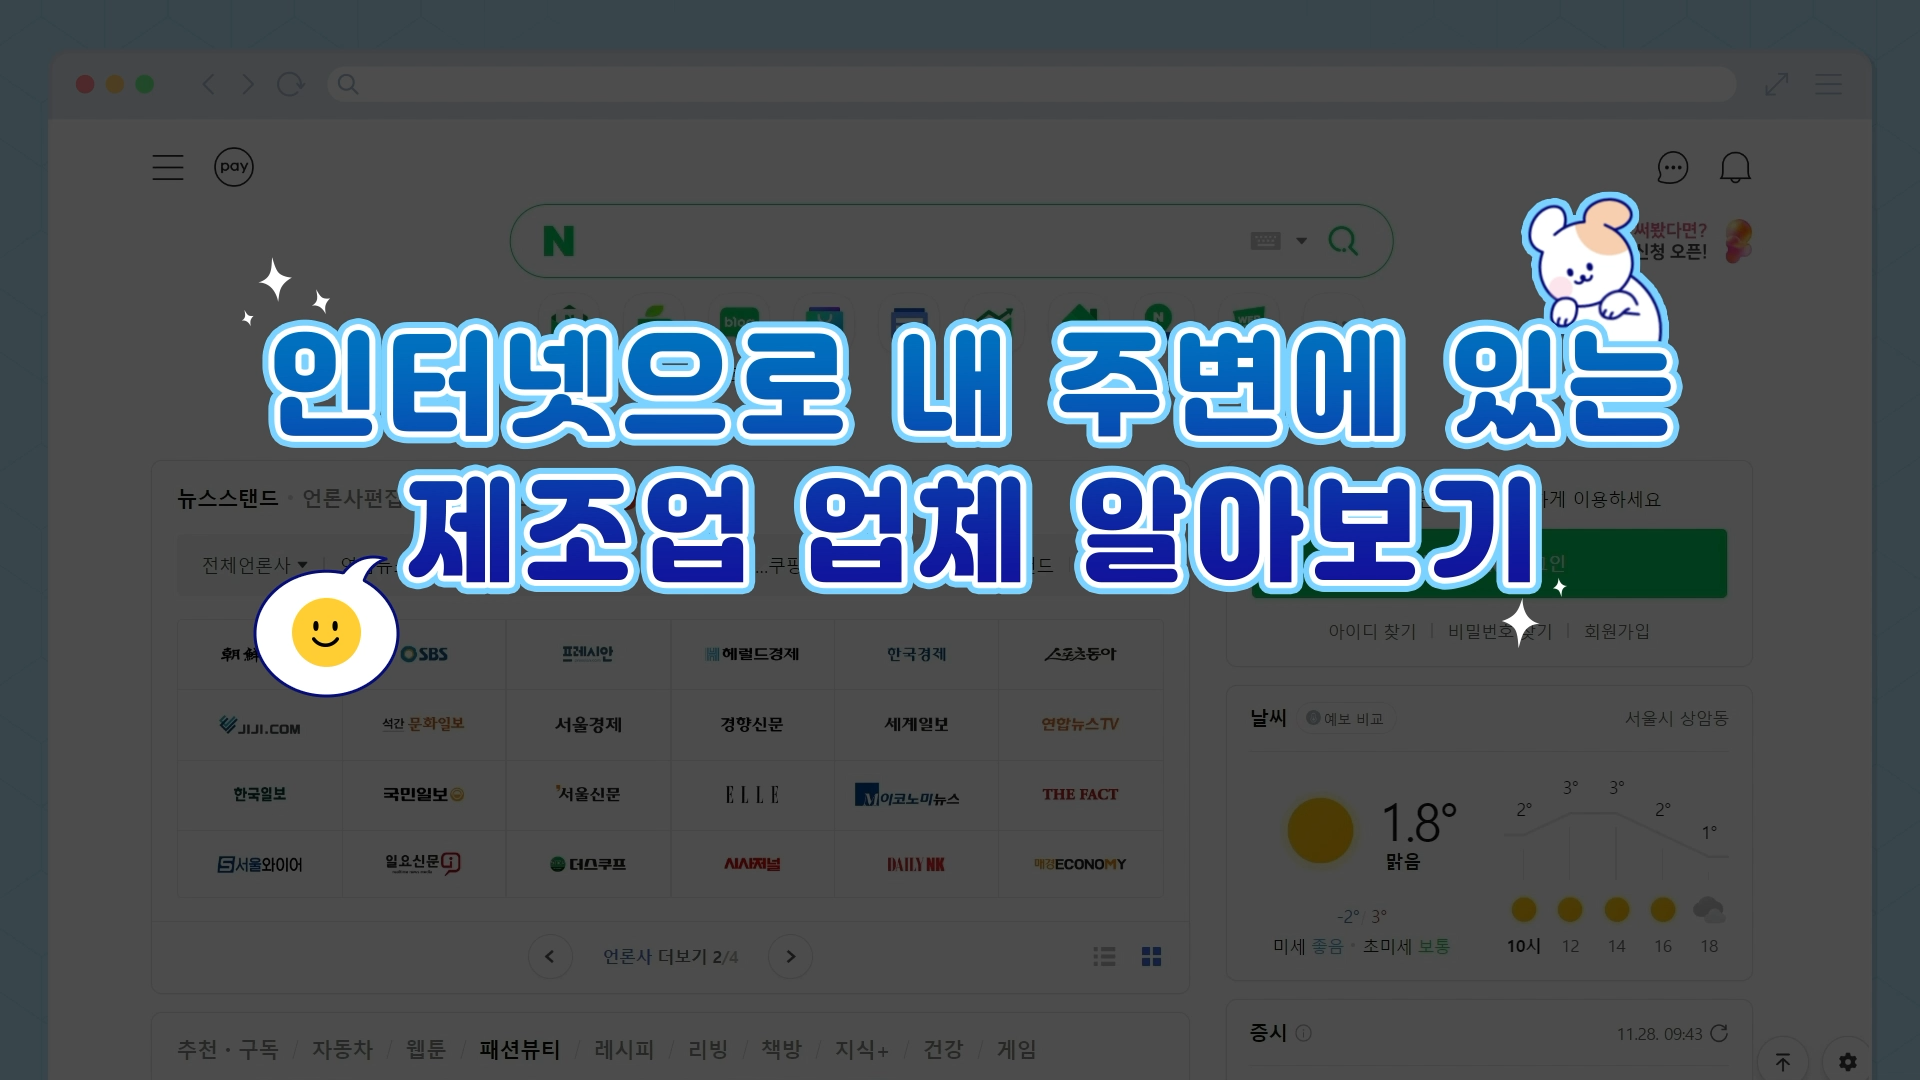 pay
N
써봤다면?
신청 오픈!
blog
인터넷으로 내 주변에 있는
제조업 업체 알아보기
뉴스스탠드 · 언론사편집
하게 이용하세요
전체언론사
...쿠팡
아이디 찾기 | 비밀번호 찾기 | 회원가입
SBS 프레시안 헤럴드경제 한국경제 스포츠동아
JIJI.COM 석간 문화일보 서울경제 경향신문 세계일보 연합뉴스TV
한국일보 국민일보 서울신문 ELLE M이코노미뉴스 THE FACT
서울와이어 일요신문 더스쿠프 시사저널 DAILY NK 매경ECONOMY
언론사 더보기 2/4
날씨 예보 비교 서울시 상암동
1.8°
맑음
-2° / 3°
미세 좋음 · 초미세 보통
2° 3° 3° 2° 1°
10시 12 14 16 18
추천 · 구독 / 자동차 / 웹툰 / 패션뷰티 / 레시피 / 리빙 / 책방 / 지식+ / 건강 / 게임
증시 11.28. 09:43